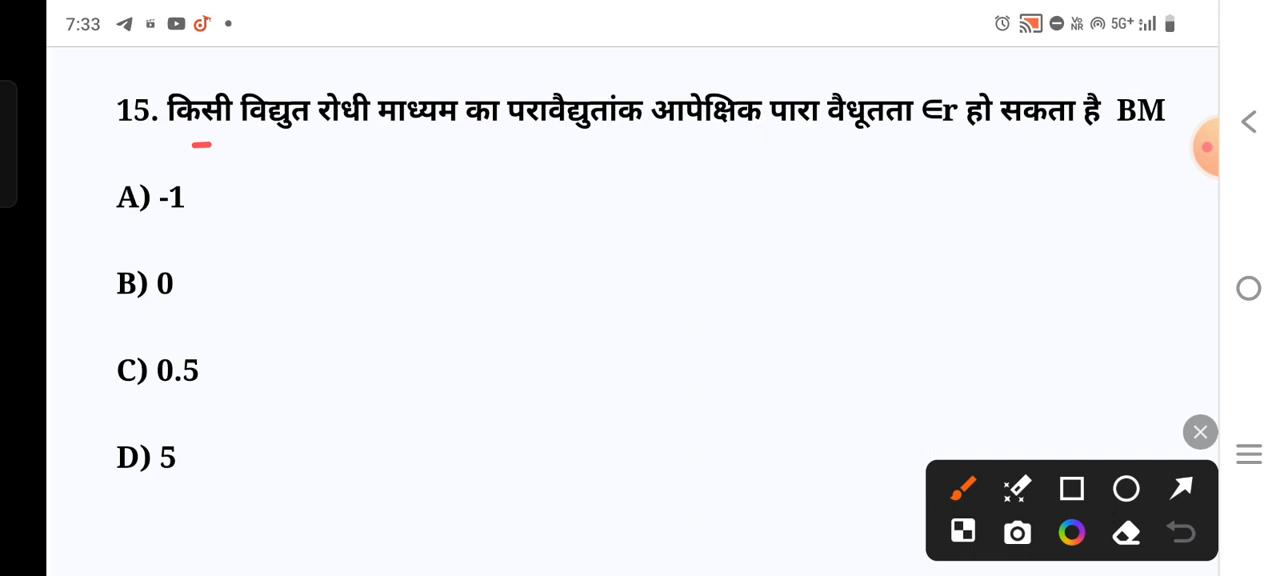 7:33 5G+
15. किसी विद्युत रोधी माध्यम का परावैद्युतांक आपेक्षिक पारा वैधूतता ∈r हो सकता है BM
A) -1
B) 0
C) 0.5
D) 5